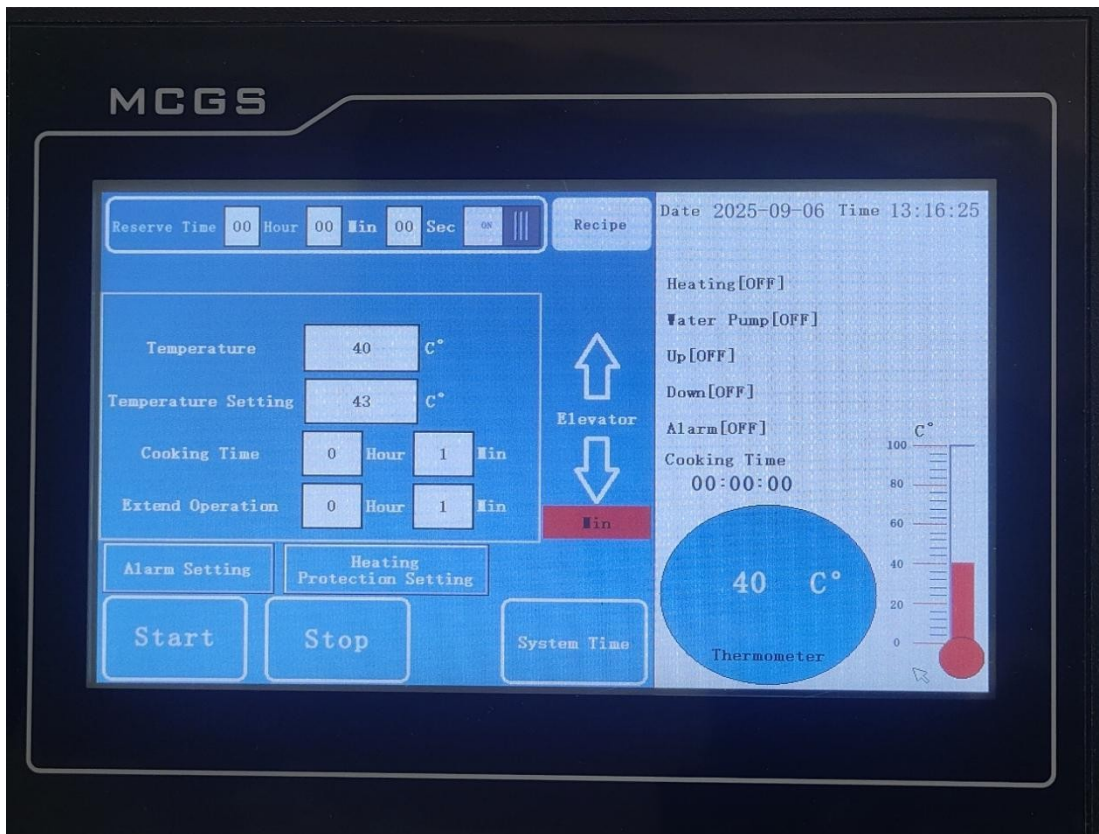 MCGS
Reserve Time 00 Hour 00 Min 00 Sec ON
Recipe
Date 2025-09-06 Time 13:16:25
Heating[OFF]
Water Pump[OFF]
Up[OFF]
Down[OFF]
Alarm[OFF]
Cooking Time
00:00:00
Temperature 40 C°
Temperature Setting 43 C°
Cooking Time 0 Hour 1 Min
Extend Operation 0 Hour 1 Min
Elevator
Min
Alarm Setting
Heating
Protection Setting
Start
Stop
System Time
40 C°
Thermometer
C°
100
80
60
40
20
0